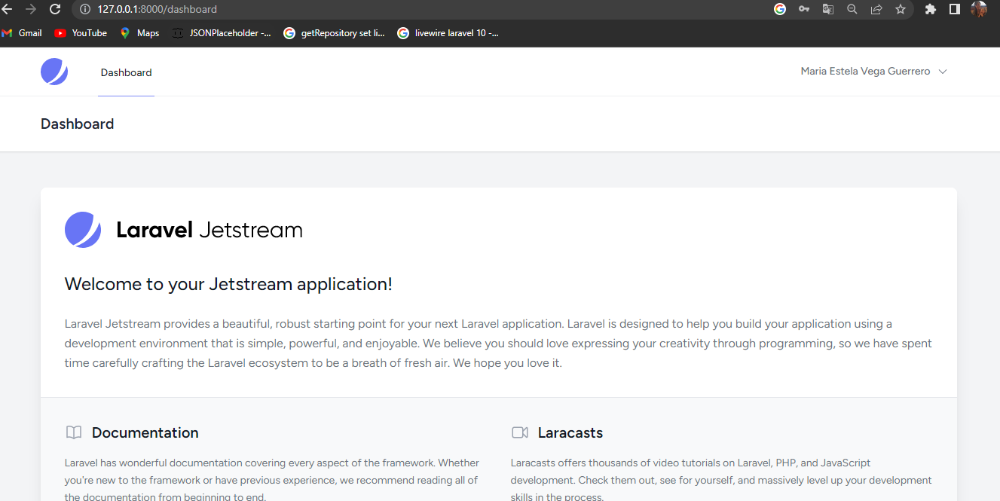 127.0.0.1:8000/dashboard
Gmail YouTube Maps JSONPlaceholder -... getRepository set li... livewire laravel 10 -...
Dashboard Maria Estela Vega Guerrero
Dashboard
Laravel Jetstream
Welcome to your Jetstream application!
Laravel Jetstream provides a beautiful, robust starting point for your next Laravel application. Laravel is designed to help you build your application using a
development environment that is simple, powerful, and enjoyable. We believe you should love expressing your creativity through programming, so we have spent
time carefully crafting the Laravel ecosystem to be a breath of fresh air. We hope you love it.
Documentation
Laravel has wonderful documentation covering every aspect of the framework. Whether
you're new to the framework or have previous experience, we recommend reading all of
the documentation from beginning to end.
Laracasts
Laracasts offers thousands of video tutorials on Laravel, PHP, and JavaScript
development. Check them out, see for yourself, and massively level up your development
skills in the process.